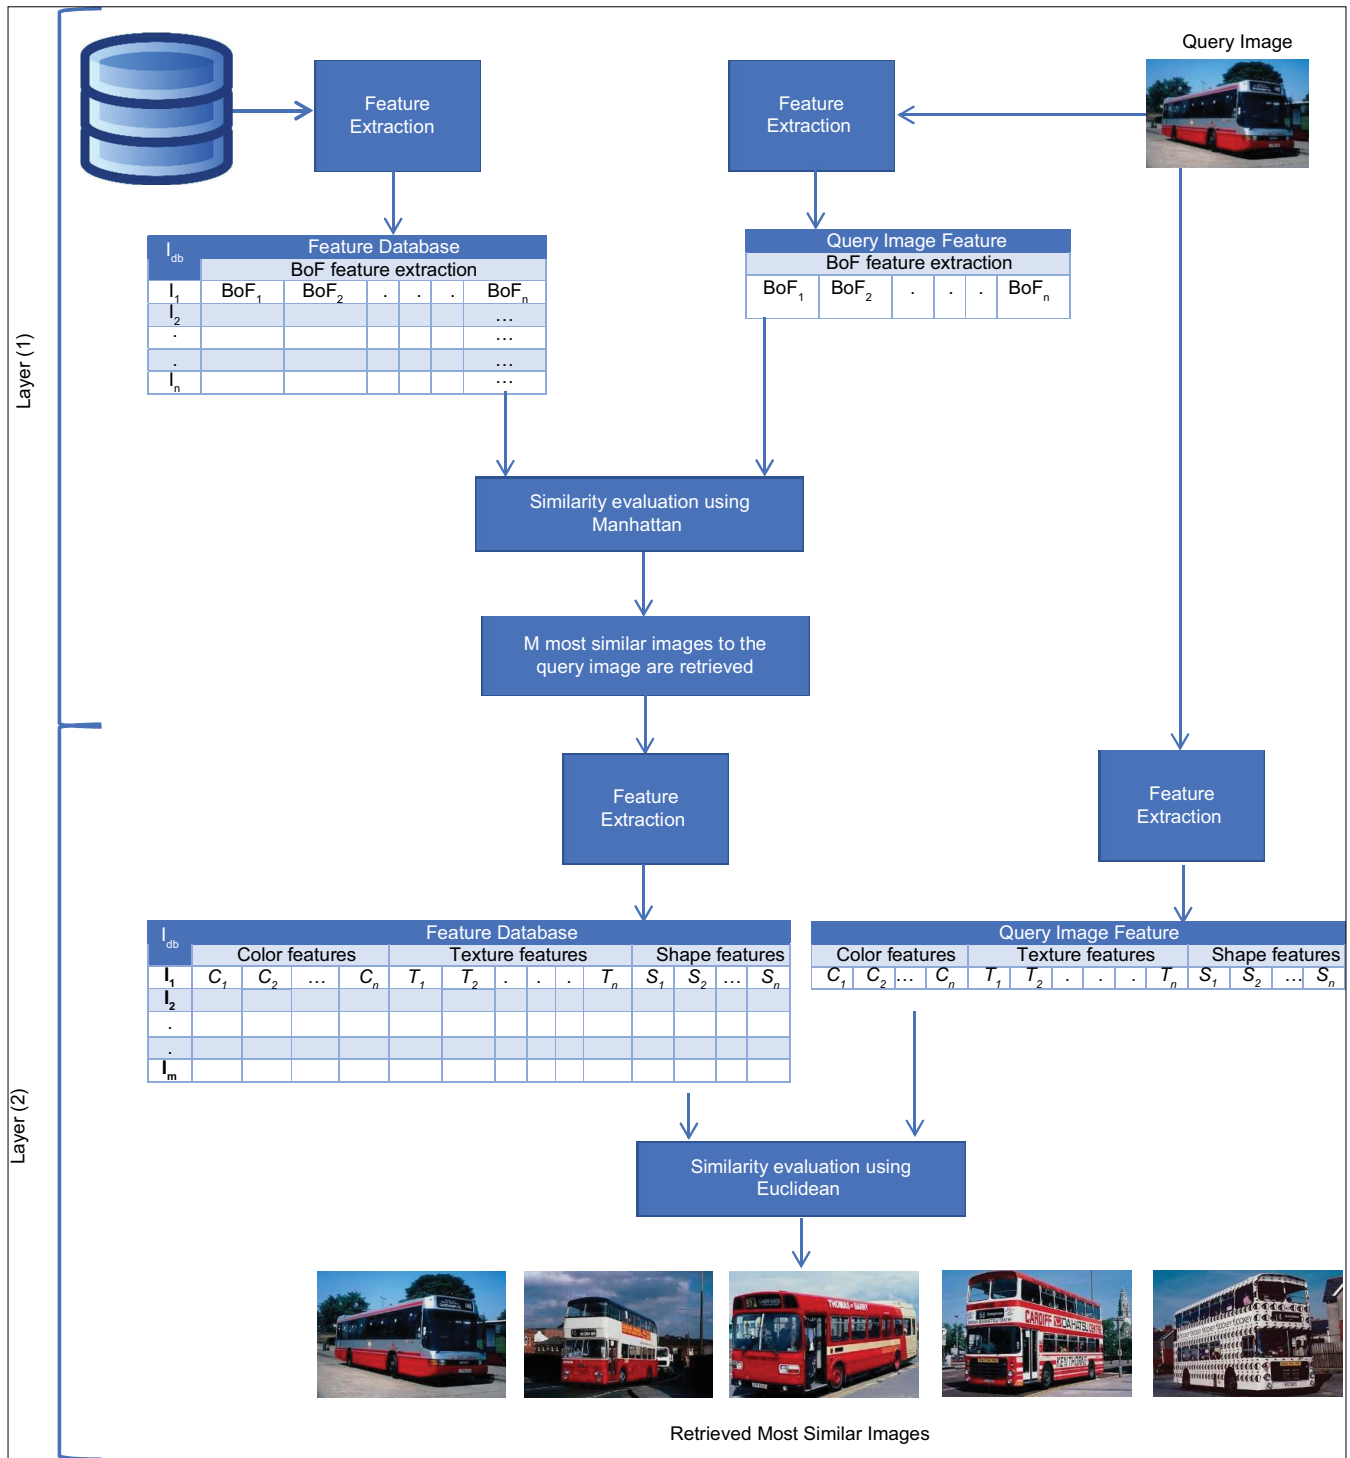 Query Image
Feature
Extraction
Feature
Extraction
I db Feature Database
BoF feature extraction
I1 BoF1 BoF2 . . . BoFn
I2 ...
. ...
. ...
In ...
Query Image Feature
BoF feature extraction
BoF1 BoF2 . . . BoFn
Layer (1)
Similarity evaluation using
Manhattan
M most similar images to the
query image are retrieved
Feature
Extraction
Feature
Extraction
I db Feature Database
Color features Texture features Shape features
I1 C1 C2 ... Cn T1 T2 . . . Tn S1 S2 ... Sn
I2
.
.
Im
Query Image Feature
Color features Texture features Shape features
C1 C2 ... Cn T1 T2 . . . Tn S1 S2 ... Sn
Layer (2)
Similarity evaluation using
Euclidean
THOMAS
BARRY
CARDIFF
DAIHATSU
Retrieved Most Similar Images